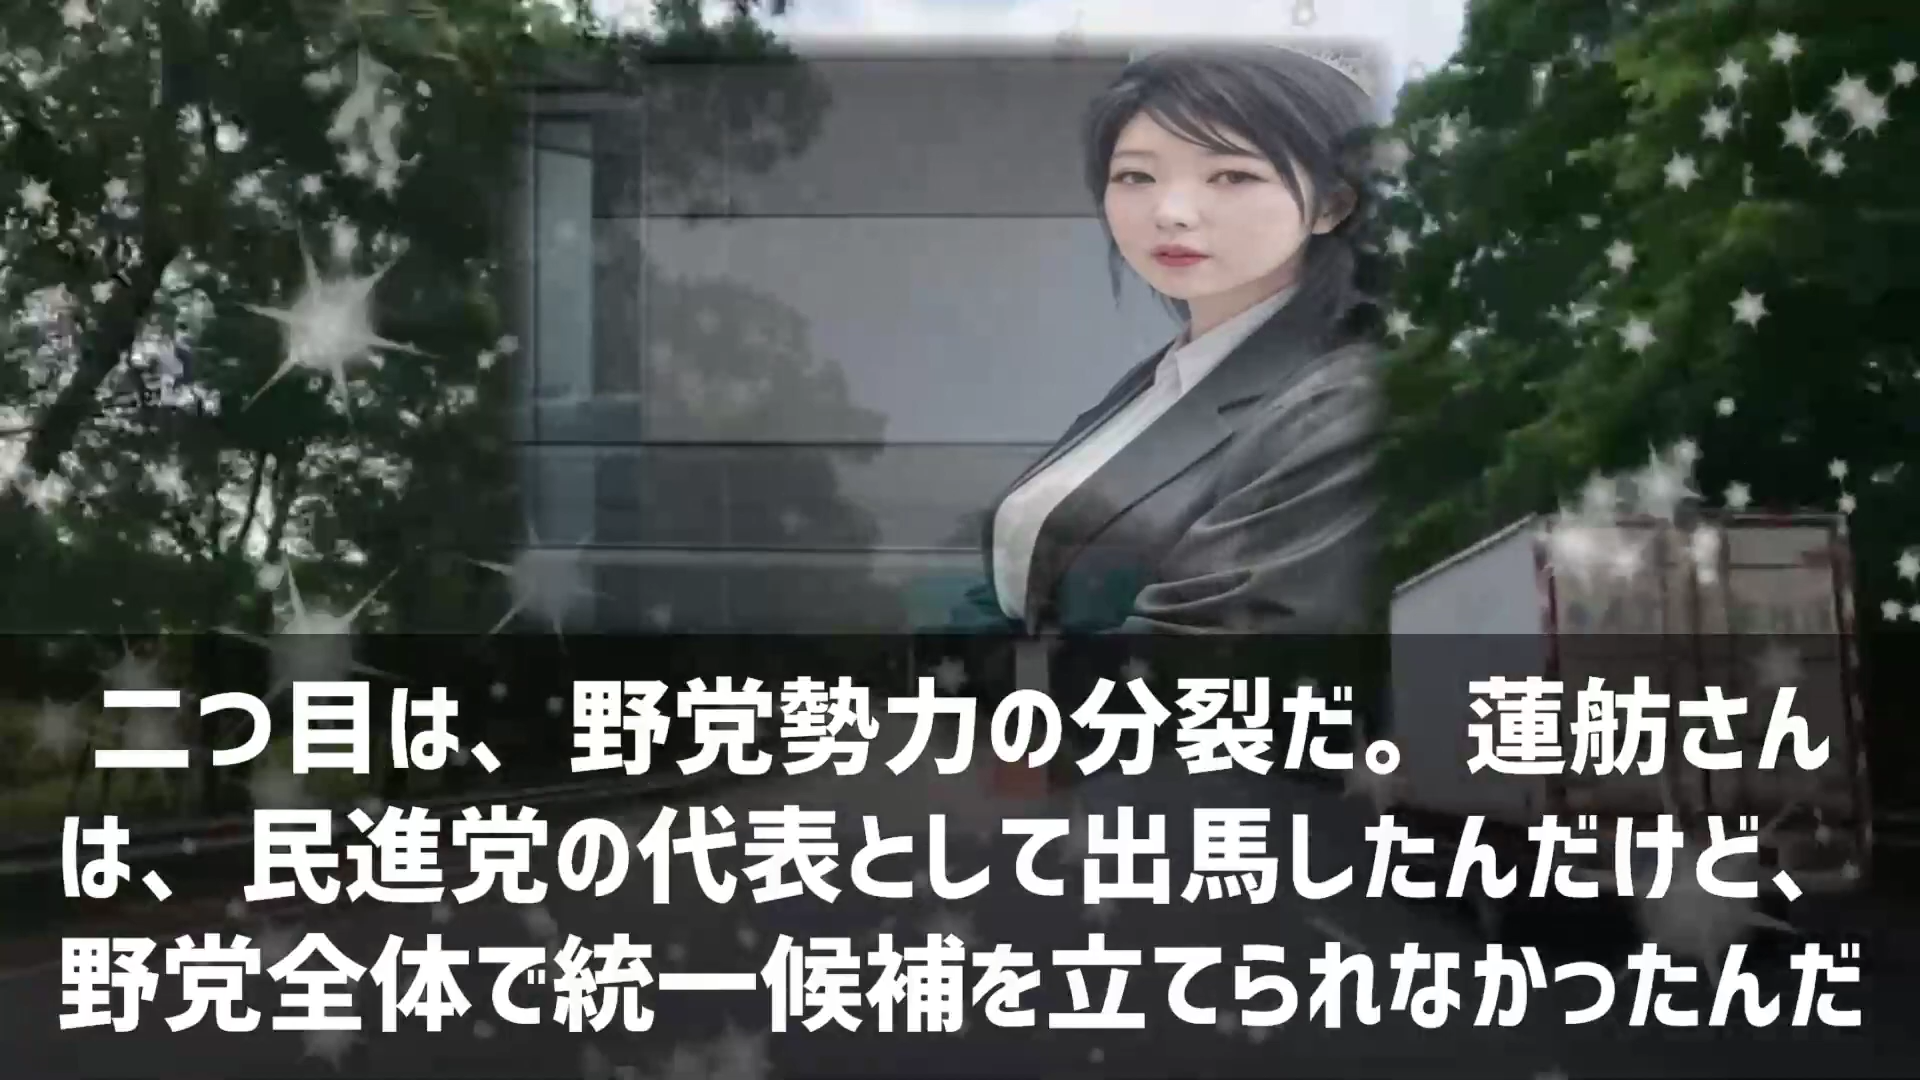 二つ目は、野党勢力の分裂だ。蓮舫さん
は、民進党の代表として出馬したんだけど、
野党全体で統一候補を立てられなかったんだ